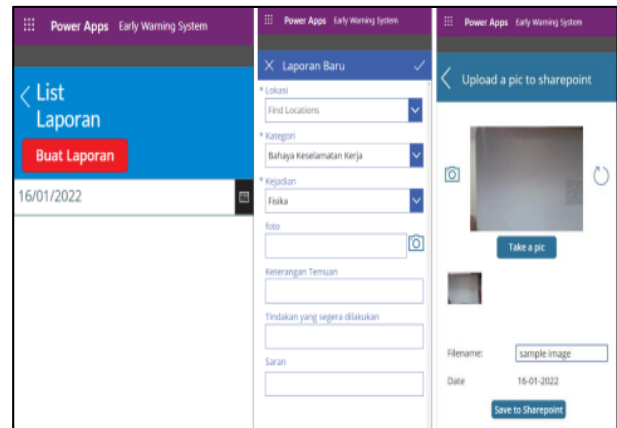 Power Apps Early Warning System
List
Laporan
Buat Laporan
16/01/2022
Power Apps Early Warning System
Laporan Baru
* Lokasi
Find Locations
* Kategori
Bahaya Keselamatan Kerja
* Kejadian
Fisika
foto
Keterangan Temuan
Tindakan yang segera dilakukan
Saran
Power Apps Early Warning System
Upload a pic to sharepoint
Take a pic
Filename: sample image
Date 16-01-2022
Save to Sharepoint